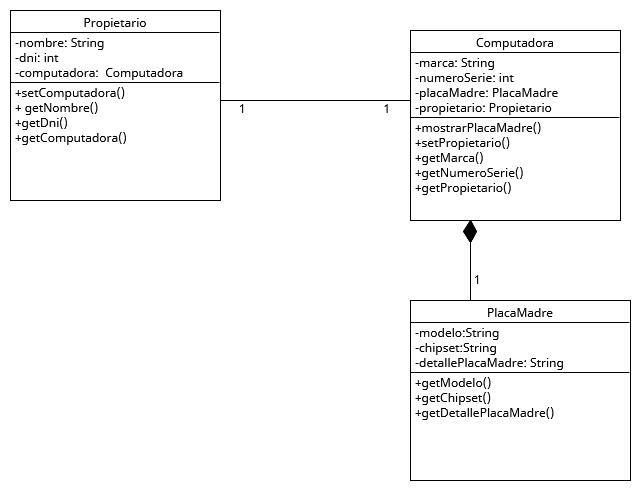 Propietario
-nombre: String
-dni: int
-computadora:  Computadora
+setComputadora()
+ getNombre()
+getDni()
+getComputadora()
1
1
Computadora
-marca: String
-numeroSerie: int
-placaMadre: PlacaMadre
-propietario: Propietario
+mostrarPlacaMadre()
+setPropietario()
+getMarca()
+getNumeroSerie()
+getPropietario()
1
PlacaMadre
-modelo:String
-chipset:String
-detallePlacaMadre: String
+getModelo()
+getChipset()
+getDetallePlacaMadre()